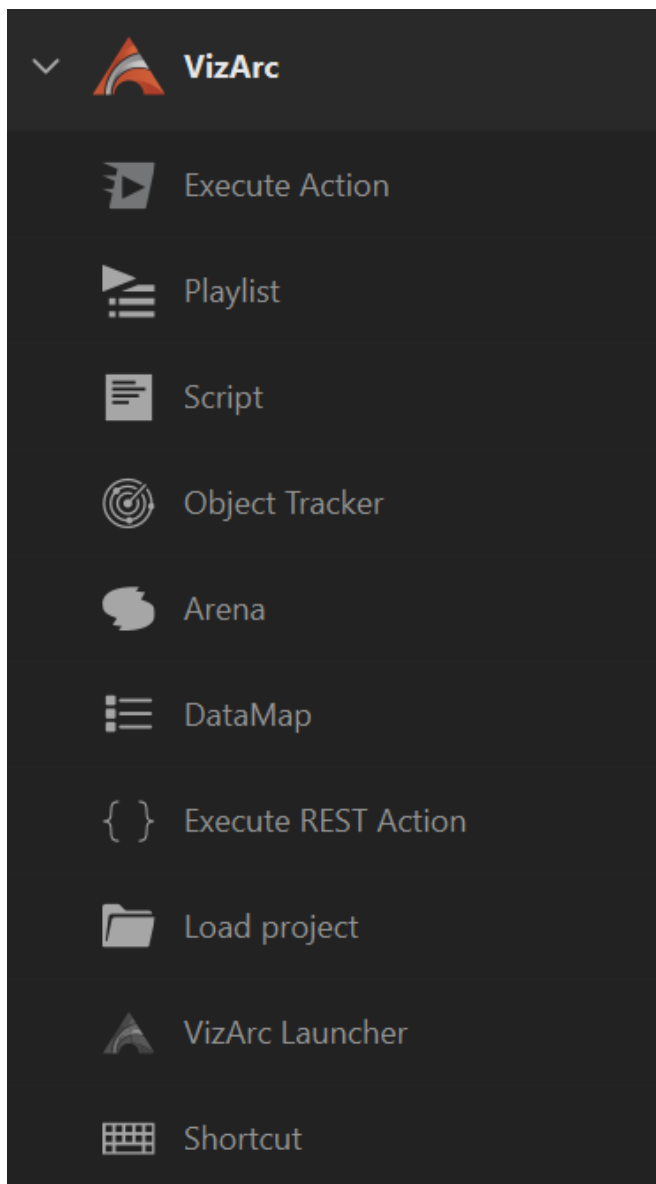 VizArc
Execute Action
Playlist
Script
Object Tracker
Arena
DataMap
Execute REST Action
Load project
VizArc Launcher
Shortcut